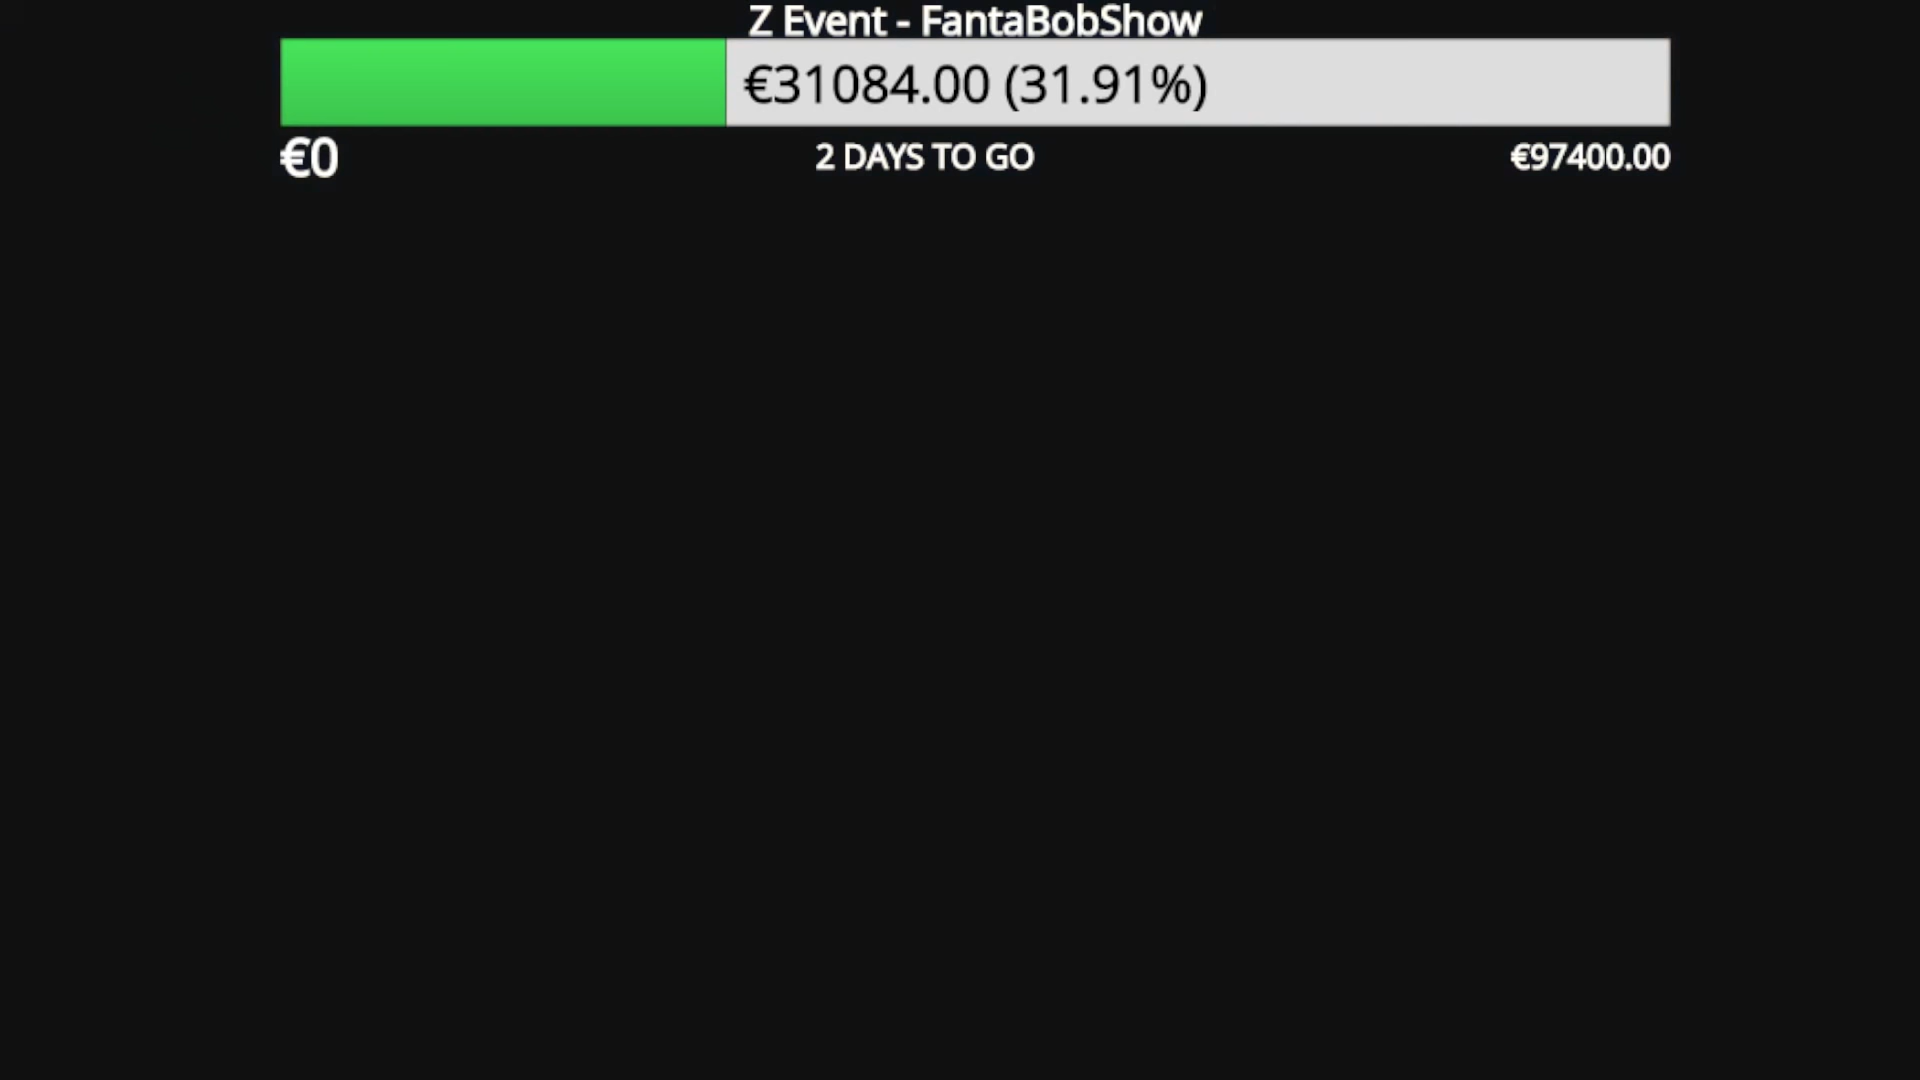 Z Event - FantaBobShow
€31084.00 (31.91%)
€0 2 DAYS TO GO €97400.00